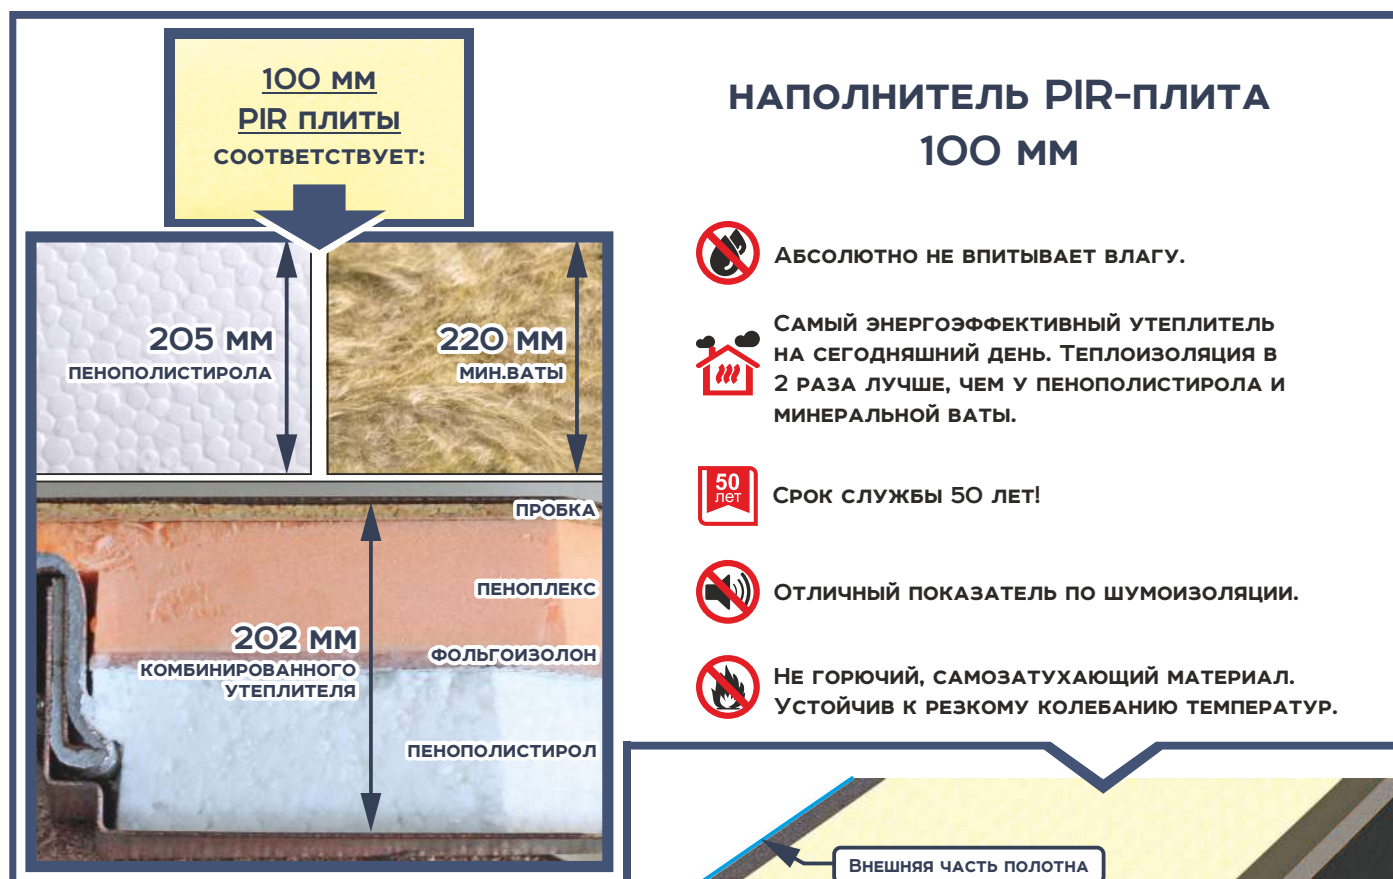 100 мм
PIR плиты
соответствует:
205 мм
пенополистирола
220 мм
мин.ваты
пробка
пеноплекс
202 мм
комбинированного
утеплителя
фольгоизолон
пенополистирол
наполнитель PIR-плита
100 мм
Абсолютно не впитывает влагу.
Самый энергоэффективный утеплитель
на сегодняшний день. Теплоизоляция в
2 раза лучше, чем у пенополистирола и
минеральной ваты.
50
лет
Срок службы 50 лет!
Отличный показатель по шумоизоляции.
Не горючий, самозатухающий материал.
Устойчив к резкому колебанию температур.
Внешняя часть полотна